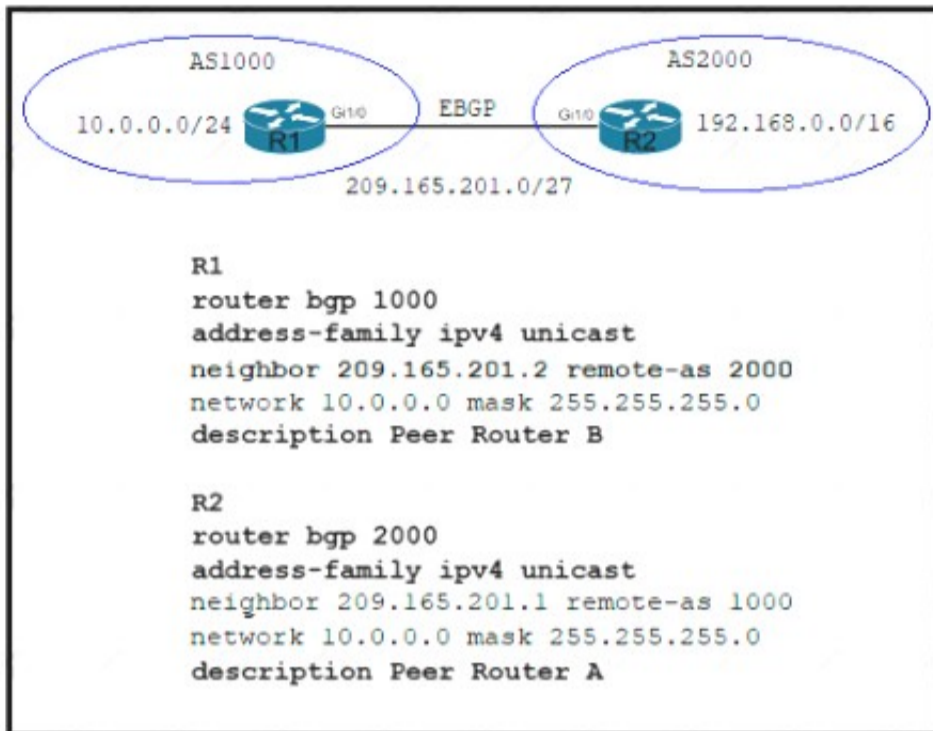 AS1000
AS2000
10.0.0.0/24
R1
Gi1/0
EBGP
Gi1/0
R2
192.168.0.0/16
209.165.201.0/27
R1
router bgp 1000
address-family ipv4 unicast
neighbor 209.165.201.2 remote-as 2000
network 10.0.0.0 mask 255.255.255.0
description Peer Router B
R2
router bgp 2000
address-family ipv4 unicast
neighbor 209.165.201.1 remote-as 1000
network 10.0.0.0 mask 255.255.255.0
description Peer Router A